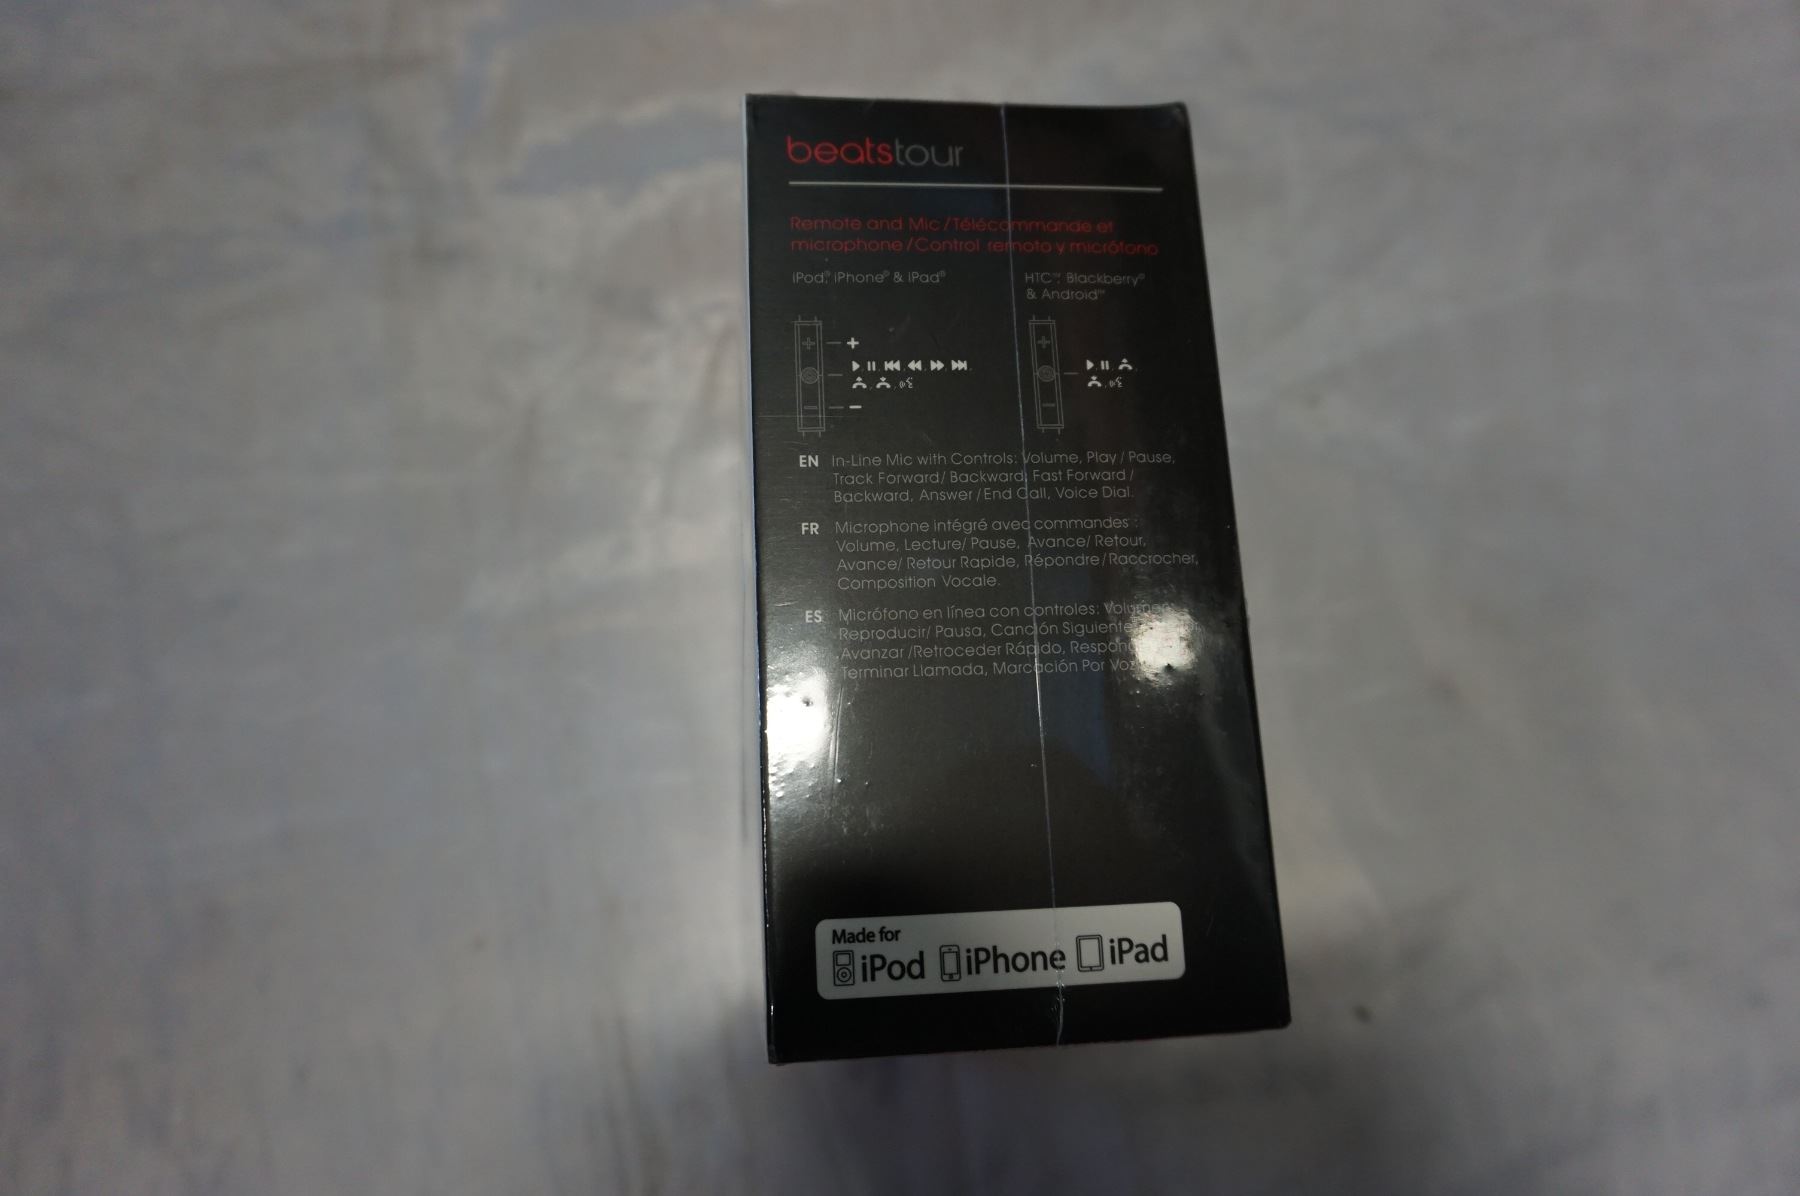 beatstour
Remote and Mic/Télécommande et
microphone/Control remoto y micrófono
iPod®, iPhone® & iPad®
HTC™, Blackberry®
& Android™
EN In-Line Mic with Controls: Volume, Play / Pause,
Track Forward/ Backward, Fast Forward /
Backward, Answer / End Call, Voice Dial.
FR Microphone intégré avec commandes :
Volume, Lecture/ Pause, Avance/ Retour,
Avance/ Retour Rapide, Répondre/ Raccrocher,
Composition Vocale.
ES Micrófono en línea con controles: Volumen,
Reproducir/ Pausa, Canción Siguiente
Avanzar /Retroceder Rápido,
Terminar Llamada, Marcación Por Voz
Made for
iPod iPhone iPad